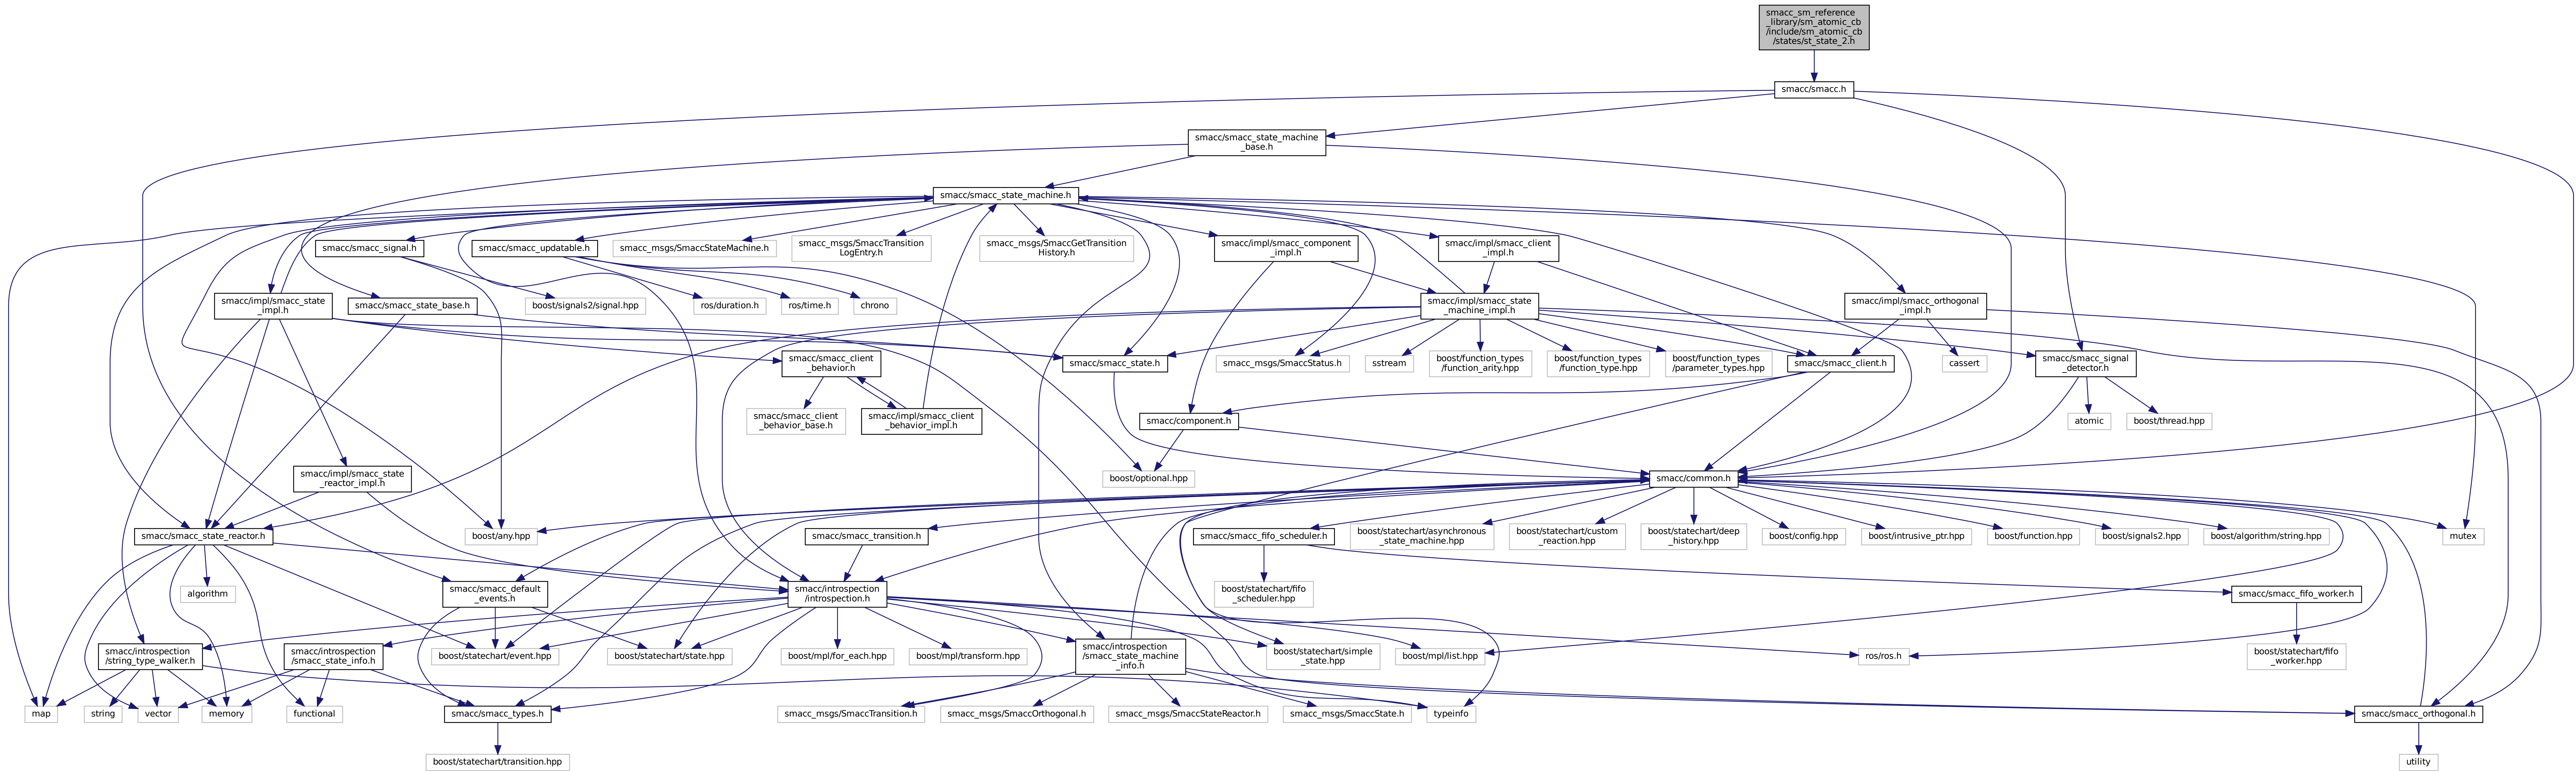 smacc_sm_reference
_library/sm_atomic_cb
/include/sm_atomic_cb
/states/st_state_2.h
smacc/smacc.h
smacc/smacc_state_machine
_base.h
smacc/smacc_state_machine.h
smacc/smacc_signal.h
smacc/smacc_updatable.h
smacc_msgs/SmaccStateMachine.h
smacc_msgs/SmaccTransition
LogEntry.h
smacc_msgs/SmaccGetTransition
History.h
smacc/impl/smacc_component
_impl.h
smacc/impl/smacc_client
_impl.h
smacc/impl/smacc_state
_impl.h
smacc/smacc_state_base.h
boost/signals2/signal.hpp
ros/duration.h
ros/time.h
chrono
smacc/impl/smacc_state
_machine_impl.h
smacc/impl/smacc_orthogonal
_impl.h
smacc/smacc_client
_behavior.h
smacc/smacc_state.h
smacc_msgs/SmaccStatus.h
sstream
boost/function_types
/function_arity.hpp
boost/function_types
/function_type.hpp
boost/function_types
/parameter_types.hpp
smacc/smacc_client.h
cassert
smacc/smacc_signal
_detector.h
smacc/smacc_client
_behavior_base.h
smacc/impl/smacc_client
_behavior_impl.h
smacc/component.h
atomic
boost/thread.hpp
smacc/impl/smacc_state
_reactor_impl.h
boost/optional.hpp
smacc/common.h
smacc/smacc_state_reactor.h
boost/any.hpp
smacc/smacc_transition.h
smacc/smacc_fifo_scheduler.h
boost/statechart/asynchronous
_state_machine.hpp
boost/statechart/custom
_reaction.hpp
boost/statechart/deep
_history.hpp
boost/config.hpp
boost/intrusive_ptr.hpp
boost/function.hpp
boost/signals2.hpp
boost/algorithm/string.hpp
mutex
algorithm
smacc/smacc_default
_events.h
smacc/introspection
/introspection.h
boost/statechart/fifo
_scheduler.hpp
smacc/smacc_fifo_worker.h
smacc/introspection
/string_type_walker.h
smacc/introspection
/smacc_state_info.h
boost/statechart/event.hpp
boost/statechart/state.hpp
boost/mpl/for_each.hpp
boost/mpl/transform.hpp
smacc/introspection
/smacc_state_machine
_info.h
boost/statechart/simple
_state.hpp
boost/mpl/list.hpp
ros/ros.h
boost/statechart/fifo
_worker.hpp
map
string
vector
memory
functional
smacc/smacc_types.h
smacc_msgs/SmaccTransition.h
smacc_msgs/SmaccOrthogonal.h
smacc_msgs/SmaccStateReactor.h
smacc_msgs/SmaccState.h
typeinfo
smacc/smacc_orthogonal.h
boost/statechart/transition.hpp
utility